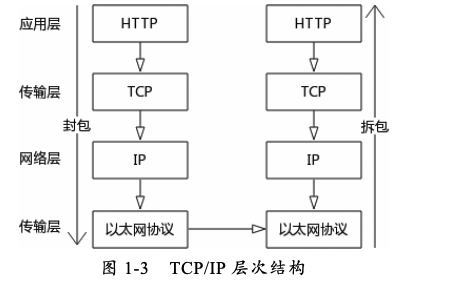 应用层 HTTP HTTP
传输层 TCP TCP
封包 拆包
网络层 IP IP
传输层 以太网协议 以太网协议
图 1-3 TCP/IP 层次结构